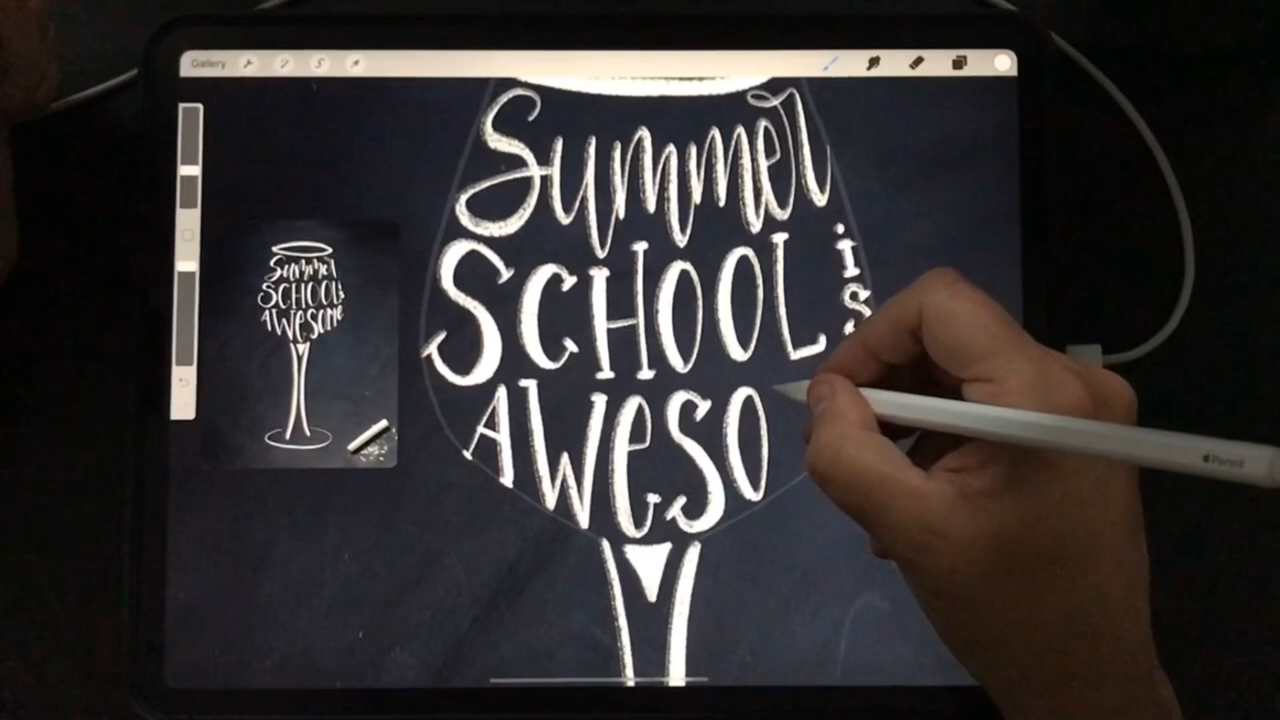 Gallery
Summer
SCHOOL is
AWESO
Summer
SCHOOL is
AWESOME
Pencil